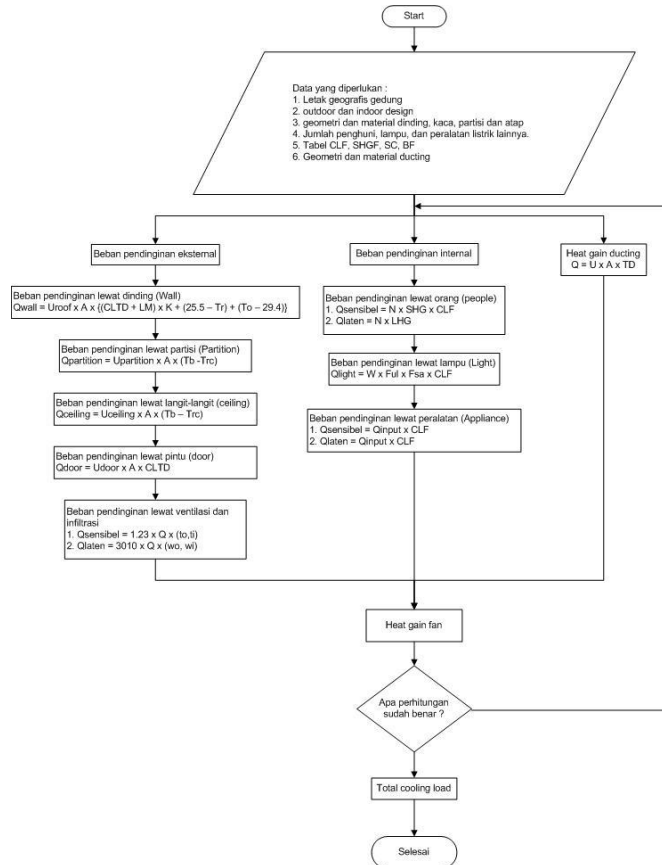 Start
Data yang diperlukan :
1. Letak geografis gedung
2. outdoor dan indoor design
3. geometri dan material dinding, kaca, partisi dan atap
4. Jumlah penghuni, lampu, dan peralatan listrik lainnya.
5. Tabel CLF, SHGF, SC, BF
6. Geometri dan material ducting
Beban pendinginan eksternal
Beban pendinginan lewat dinding (Wall)
Qwall = Uroof x A x {(CLTD + LM) x K + (25.5 – Tr) + (To – 29.4)}
Beban pendinginan lewat partisi (Partition)
Qpartition = Upartition x A x (Tb -Trc)
Beban pendinginan lewat langit-langit (ceiling)
Qceiling = Uceiling x A x (Tb – Trc)
Beban pendinginan lewat pintu (door)
Qdoor = Udoor x A x CLTD
Beban pendinginan lewat ventilasi dan
infiltrasi
1. Qsensibel = 1.23 x Q x (to,ti)
2. Qlaten = 3010 x Q x (wo, wi)
Beban pendinginan internal
Beban pendinginan lewat orang (people)
1. Qsensibel = N x SHG x CLF
2. Qlaten = N x LHG
Beban pendinginan lewat lampu (Light)
Qlight = W x Ful x Fsa x CLF
Beban pendinginan lewat peralatan (Appliance)
1. Qsensibel = Qinput x CLF
2. Qlaten = Qinput x CLF
Heat gain ducting
Q = U x A x TD
Heat gain fan
Apa perhitungan
sudah benar ?
Total cooling load
Selesai